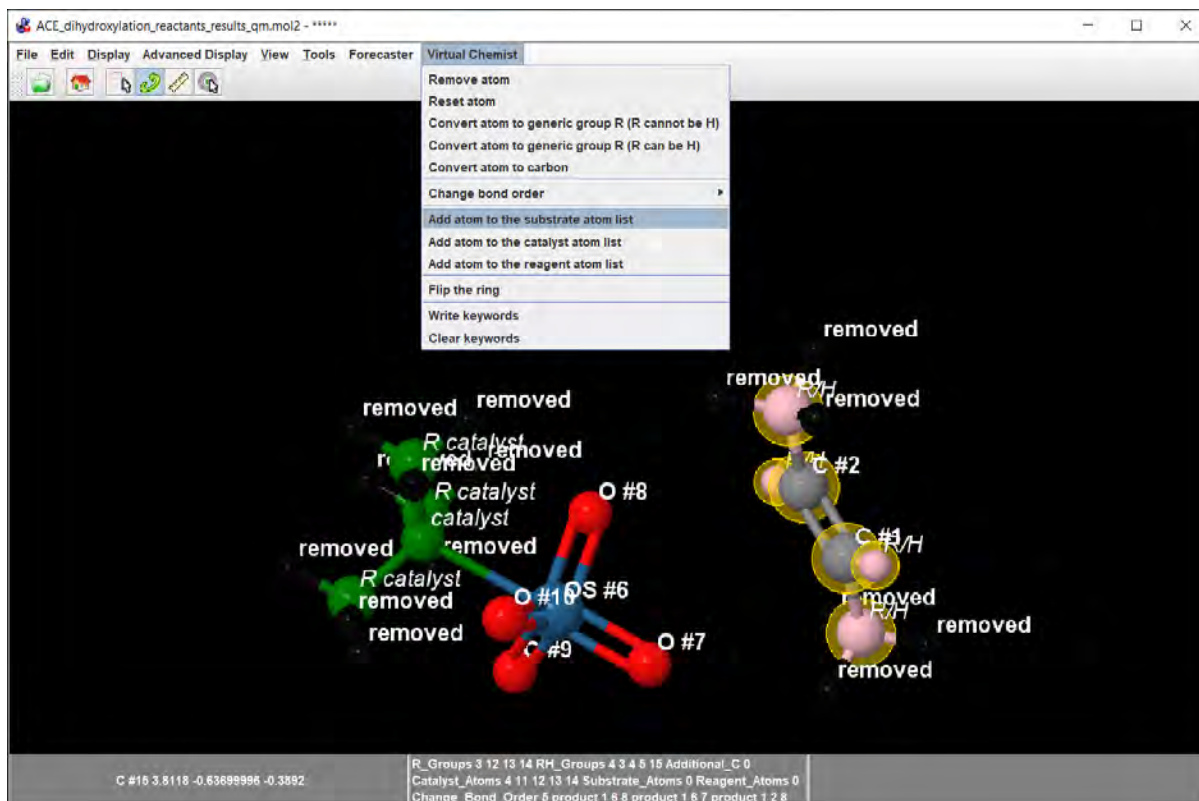 ACE_dihydroxylation_reactants_results_qm.mol2 - *****
File Edit Display Advanced Display View Tools Forecaster Virtual Chemist
Remove atom
Reset atom
Convert atom to generic group R (R cannot be H)
Convert atom to generic group R (R can be H)
Convert atom to carbon
Change bond order
Add atom to the substrate atom list
Add atom to the catalyst atom list
Add atom to the reagent atom list
Flip the ring
Write keywords
Clear keywords
removed
removed R/H
removed
removed removed
R catalyst removed
removed
C #2
R catalyst
O #8
catalyst
removed removed
C #1 R/H
R catalyst
removed
O #10 OS #6
removed
R/H
removed
removed
C #9 O #7
removed
C #15 3.8118 -0.63699996 -0.3892
R_Groups 3 12 13 14 RH_Groups 4 3 4 5 15 Additional_C 0
Catalyst_Atoms 4 11 12 13 14 Substrate_Atoms 0 Reagent_Atoms 0
Change_Bond_Order 5 product 1 6 8 product 1 6 7 product 1 2 8